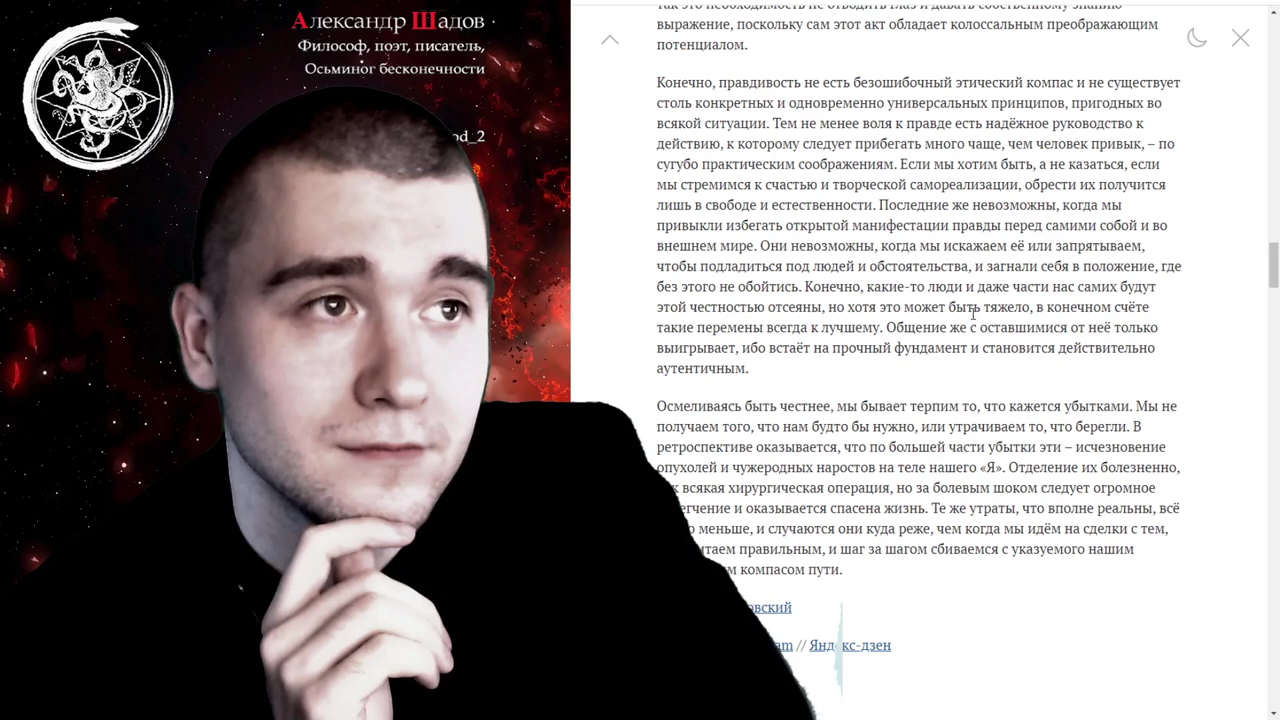 Александр Шадов ·
Философ, поэт, писатель,
Осьминог бесконечности
od_2
выражение, поскольку сам этот акт обладает колоссальным преображающим
потенциалом.
Конечно, правдивость не есть безошибочный этический компас и не существует
столь конкретных и одновременно универсальных принципов, пригодных во
всякой ситуации. Тем не менее воля к правде есть надёжное руководство к
действию, к которому следует прибегать много чаще, чем человек привык, – по
сугубо практическим соображениям. Если мы хотим быть, а не казаться, если
мы стремимся к счастью и творческой самореализации, обрести их получится
лишь в свободе и естественности. Последние же невозможны, когда мы
привыкли избегать открытой манифестации правды перед самими собой и во
внешнем мире. Они невозможны, когда мы искажаем её или запрятываем,
чтобы подладиться под людей и обстоятельства, и загнали себя в положение, где
без этого не обойтись. Конечно, какие-то люди и даже части нас самих будут
этой честностью отсеяны, но хотя это может быть тяжело, в конечном счёте
такие перемены всегда к лучшему. Общение же с оставшимися от неё только
выигрывает, ибо встаёт на прочный фундамент и становится действительно
аутентичным.
Осмеливаясь быть честнее, мы бывает терпим то, что кажется убытками. Мы не
получаем того, что нам будто бы нужно, или утрачиваем то, что берегли. В
ретроспективе оказывается, что по большей части убытки эти – исчезновение
опухолей и чужеродных наростов на теле нашего «Я». Отделение их болезненно,
к всякая хирургическая операция, но за болевым шоком следует огромное
егчение и оказывается спасена жизнь. Те же утраты, что вполне реальны, всё
о меньше, и случаются они куда реже, чем когда мы идём на сделки с тем,
итаем правильным, и шаг за шагом сбиваемся с указуемого нашим
компасом пути.
овский
am // Яндекс-дзен